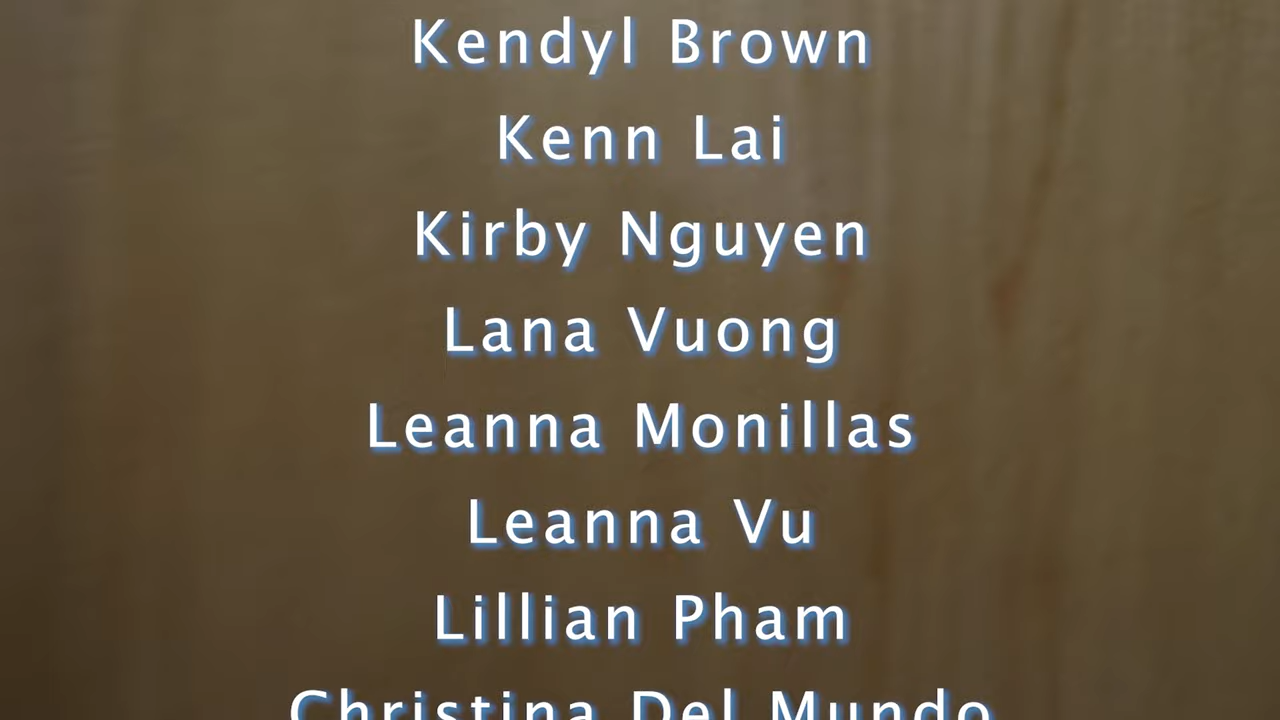 Kendyl Brown
Kenn Lai
Kirby Nguyen
Lana Vuong
Leanna Monillas
Leanna Vu
Lillian Pham
Christina Del Mundo